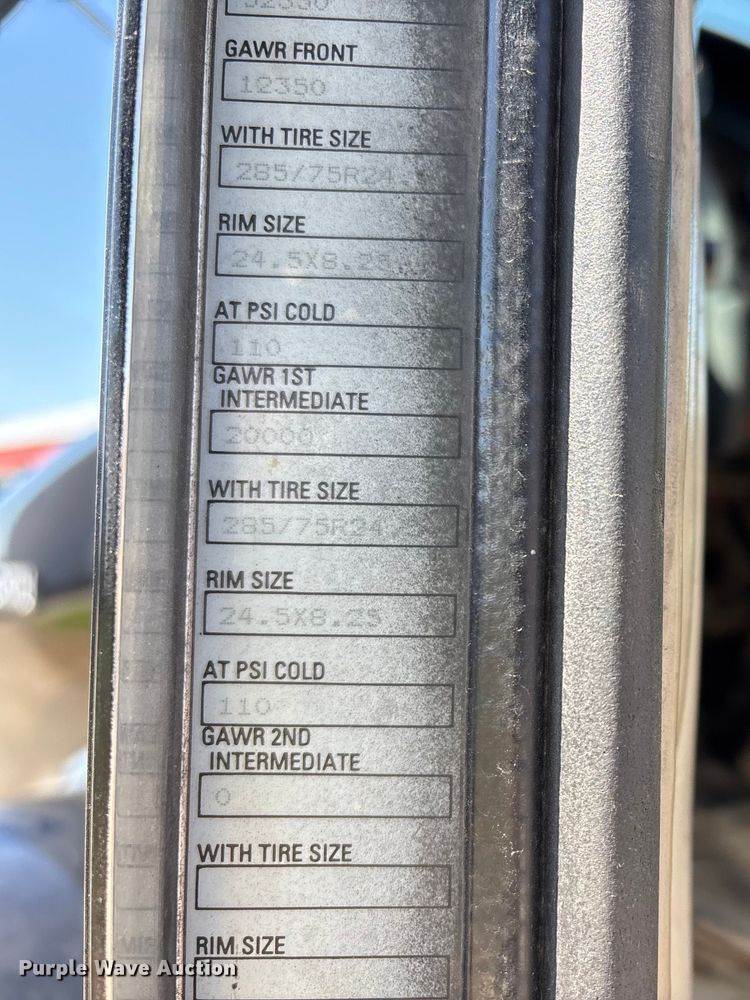 52350
GAWR FRONT
12350
WITH TIRE SIZE
285/75R24.5
RIM SIZE
24.5X8.25
AT PSI COLD
110
GAWR 1ST
INTERMEDIATE
20000
WITH TIRE SIZE
285/75R24
RIM SIZE
24.5X8.25
AT PSI COLD
110
GAWR 2ND
INTERMEDIATE
0
WITH TIRE SIZE
RIM SIZE
Purple Wave Auction